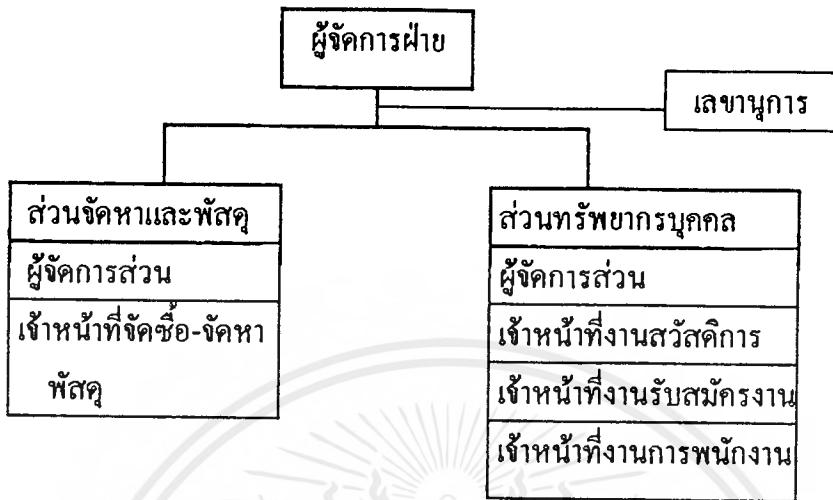 ผู้จัดการฝ่าย
เลขานุการ
ส่วนจัดหาและพัสดุ
ผู้จัดการส่วน
เจ้าหน้าที่จัดซื้อ-จัดหา
พัสดุ
ส่วนทรัพยากรบุคคล
ผู้จัดการส่วน
เจ้าหน้าที่งานสวัสดิการ
เจ้าหน้าที่งานรับสมัครงาน
เจ้าหน้าที่งานการพนักงาน